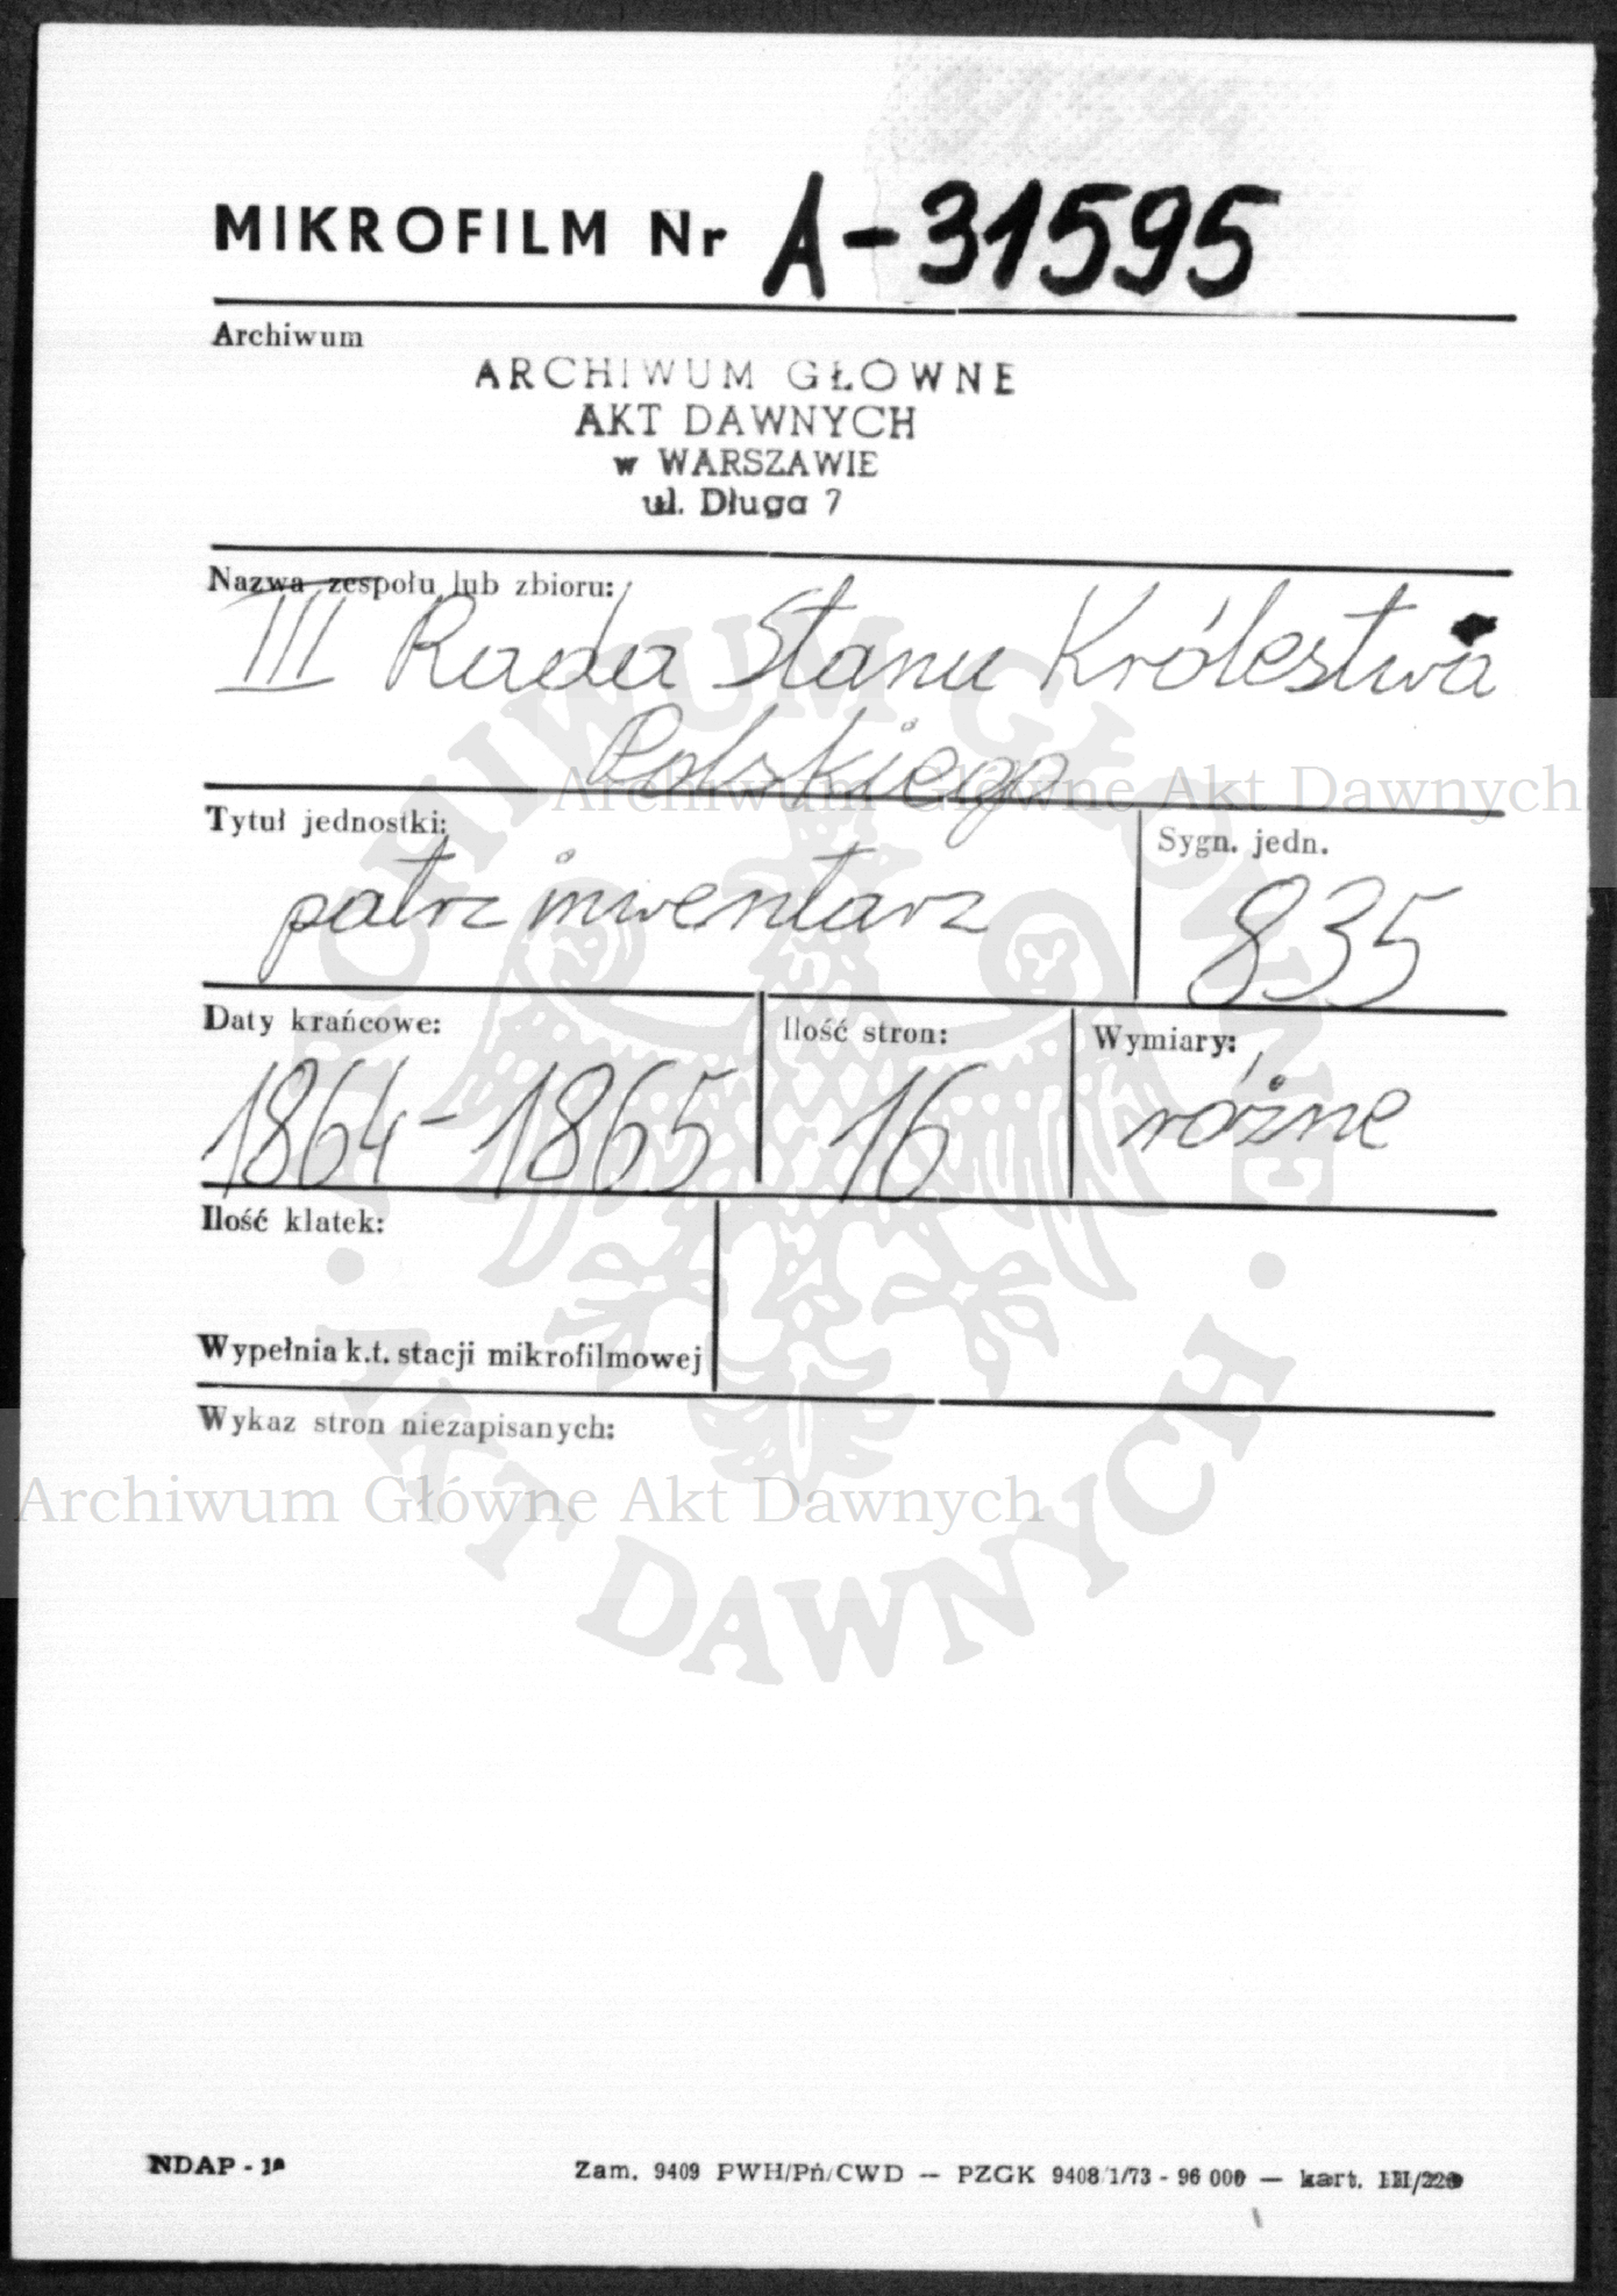 MIKROFILM Nr A-31595
Archiwum
ARCHIWUM GŁOWNE
AKT DAWNYCH
w WARSZAWIE
ul. Długa 7
Nazwa zespołu lub zbioru:
III Rada Stanu Królestwa
Polskiego
Archiwum Główne Akt Dawnych
Tytuł jednostki:
patrz inwentarz
Sygn. jedn.
835
Daty krańcowe:
1864-1865
Ilość stron:
16
Wymiary:
różne
Ilość klatek:
Wypełnia k.t. stacji mikrofilmowej
Wykaz stron niezapisanych:
Archiwum Główne Akt Dawnych
ARCHIWUM GŁÓWNE
AKT DAWNYCH
NDAP - 1a
Zam. 9409 PWH/Pń/CWD — PZGK 9408/1/73 - 96 000 — kart. III/220